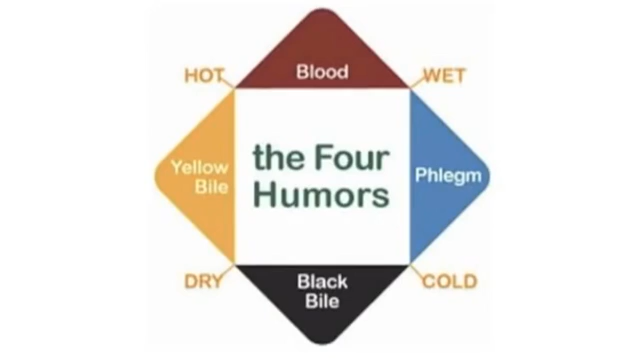 HOT
Blood
WET
Yellow
Bile
the Four
Humors
Phlegm
DRY
Black
Bile
COLD